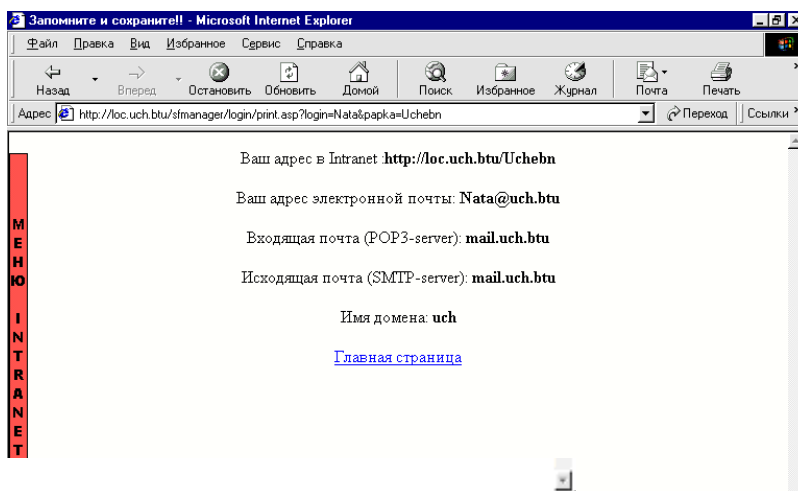 Запомните и сохраните!! - Microsoft Internet Explorer
Файл Правка Вид Избранное Сервис Справка
Назад Вперед Остановить Обновить Домой Поиск Избранное Журнал Почта Печать
Адрес http://loc.uch.btu/sfmanager/login/print.asp?login=Nata&papka=Uchebn Переход Ссылки
Ваш адрес в Intranet :http://loc.uch.btu/Uchebn
Ваш адрес электронной почты: Nata@uch.btu
Входящая почта (POP3-server): mail.uch.btu
Исходящая почта (SMTP-server): mail.uch.btu
Имя домена: uch
Главная страница
МЕНЮ INTRANET